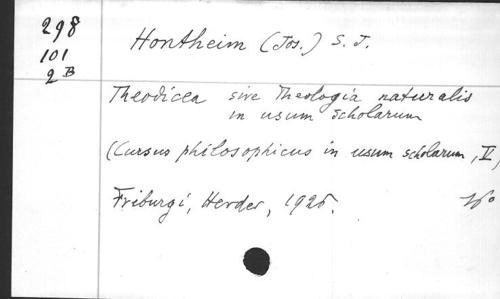 298
101
2 B
Hontheim (Jos.) S. J.
Theodicea sive Theologia naturalis
in usum scholarum
(Cursus philosophicus in usum scholarum, V)
Friburgi, Herder, 1926.